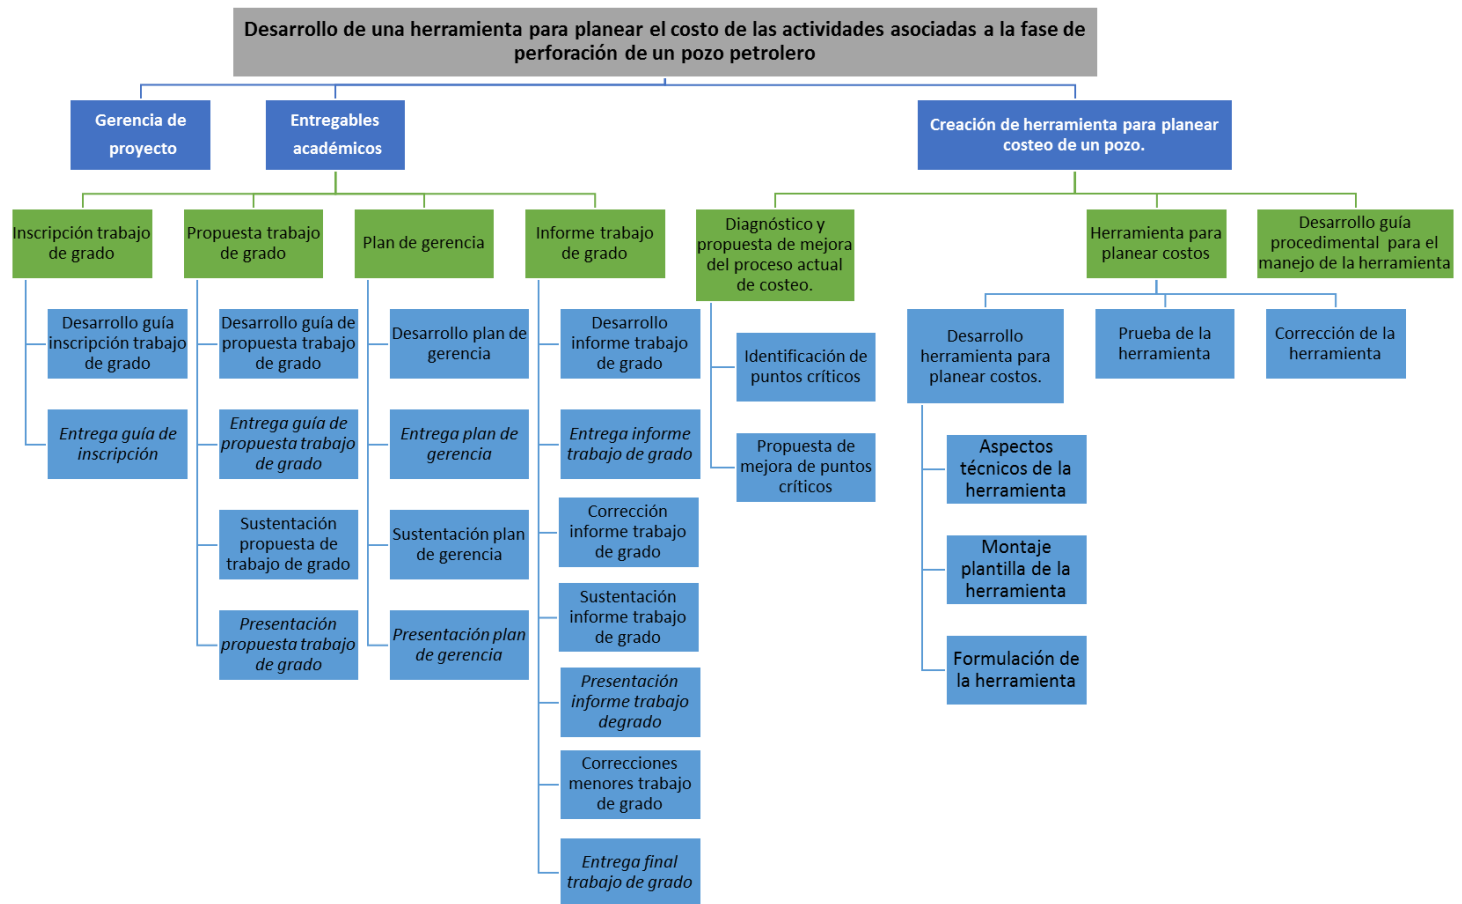 Desarrollo de una herramienta para planear el costo de las actividades asociadas a la fase de
perforación de un pozo petrolero
Gerencia de
proyecto
Entregables
académicos
Creación de herramienta para planear
costeo de un pozo.
Inscripción trabajo
de grado
Propuesta trabajo
de grado
Plan de gerencia
Informe trabajo
de grado
Diagnóstico y
propuesta de mejora
del proceso actual
de costeo.
Herramienta para
planear costos
Desarrollo guía
procedimental para el
manejo de la herramienta
Desarrollo guía
inscripción trabajo
de grado
Entrega guía de
inscripción
Desarrollo guía de
propuesta trabajo
de grado
Entrega guía de
propuesta trabajo
de grado
Sustentación
propuesta de
trabajo de grado
Presentación
propuesta trabajo
de grado
Desarrollo plan de
gerencia
Entrega plan de
gerencia
Sustentación plan
de gerencia
Presentación plan
de gerencia
Desarrollo
informe trabajo
de grado
Entrega informe
trabajo de grado
Corrección
informe trabajo
de grado
Sustentación
informe trabajo
de grado
Presentación
informe trabajo
degrado
Correcciones
menores trabajo
de grado
Entrega final
trabajo de grado
Identificación de
puntos críticos
Propuesta de
mejora de puntos
críticos
Desarrollo
herramienta para
planear costos.
Prueba de la
herramienta
Corrección de la
herramienta
Aspectos
técnicos de la
herramienta
Montaje
plantilla de la
herramienta
Formulación de
la herramienta